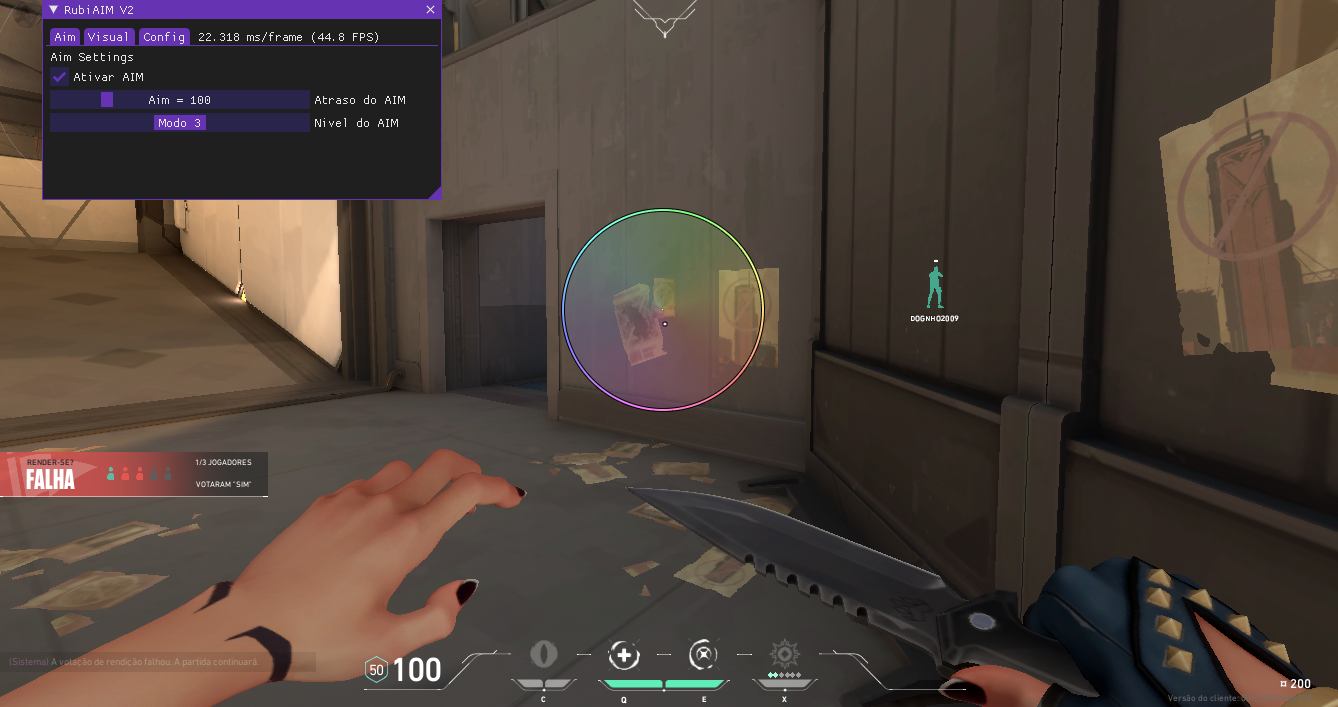 RubiAIM V2
Aim Visual Config 22.318 ms/frame (44.8 FPS)
Aim Settings
Ativar AIM
Aim = 100 Atraso do AIM
Modo 3 Nivel do AIM
DOGNHO2009
RENDER-SE?
FALHA
1/3 JOGADORES
VOTARAM "SIM"
(Sistema) A votação de rendição falhou. A partida continuará.
50 100
C Q E X
200
Versão do cliente: